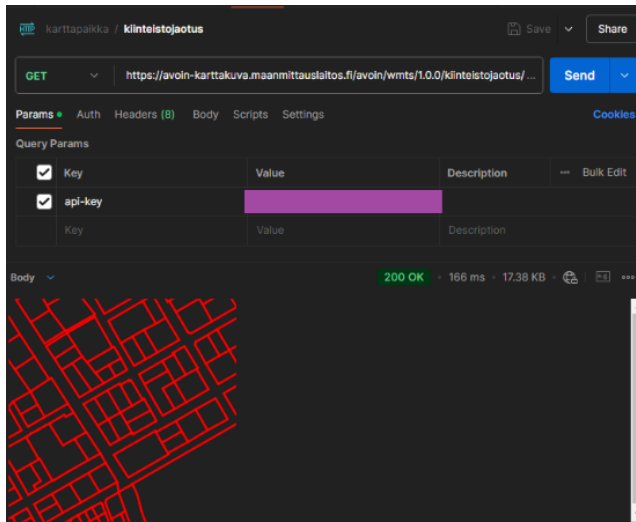 HTTP karttapaikka / kiinteistojaotus Save Share
GET https://avoin-karttakuva.maanmittauslaitos.fi/avoin/wmts/1.0.0/kiinteistojaotus/ ... Send
Params Auth Headers (8) Body Scripts Settings Cookies
Query Params
Key Value Description ... Bulk Edit
api-key
Key Value Description
Body 200 OK 166 ms 17.38 KB